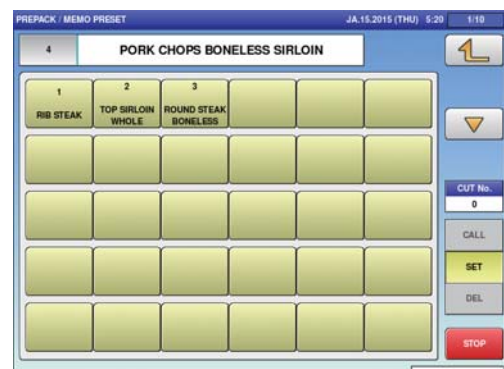 PREPACK / MEMO PRESET JA.15.2015 (THU) 5:20 1/10
4 PORK CHOPS BONELESS SIRLOIN
1 2 3
RIB STEAK TOP SIRLOIN WHOLE ROUND STEAK BONELESS
CUT No.
0
CALL
SET
DEL
STOP